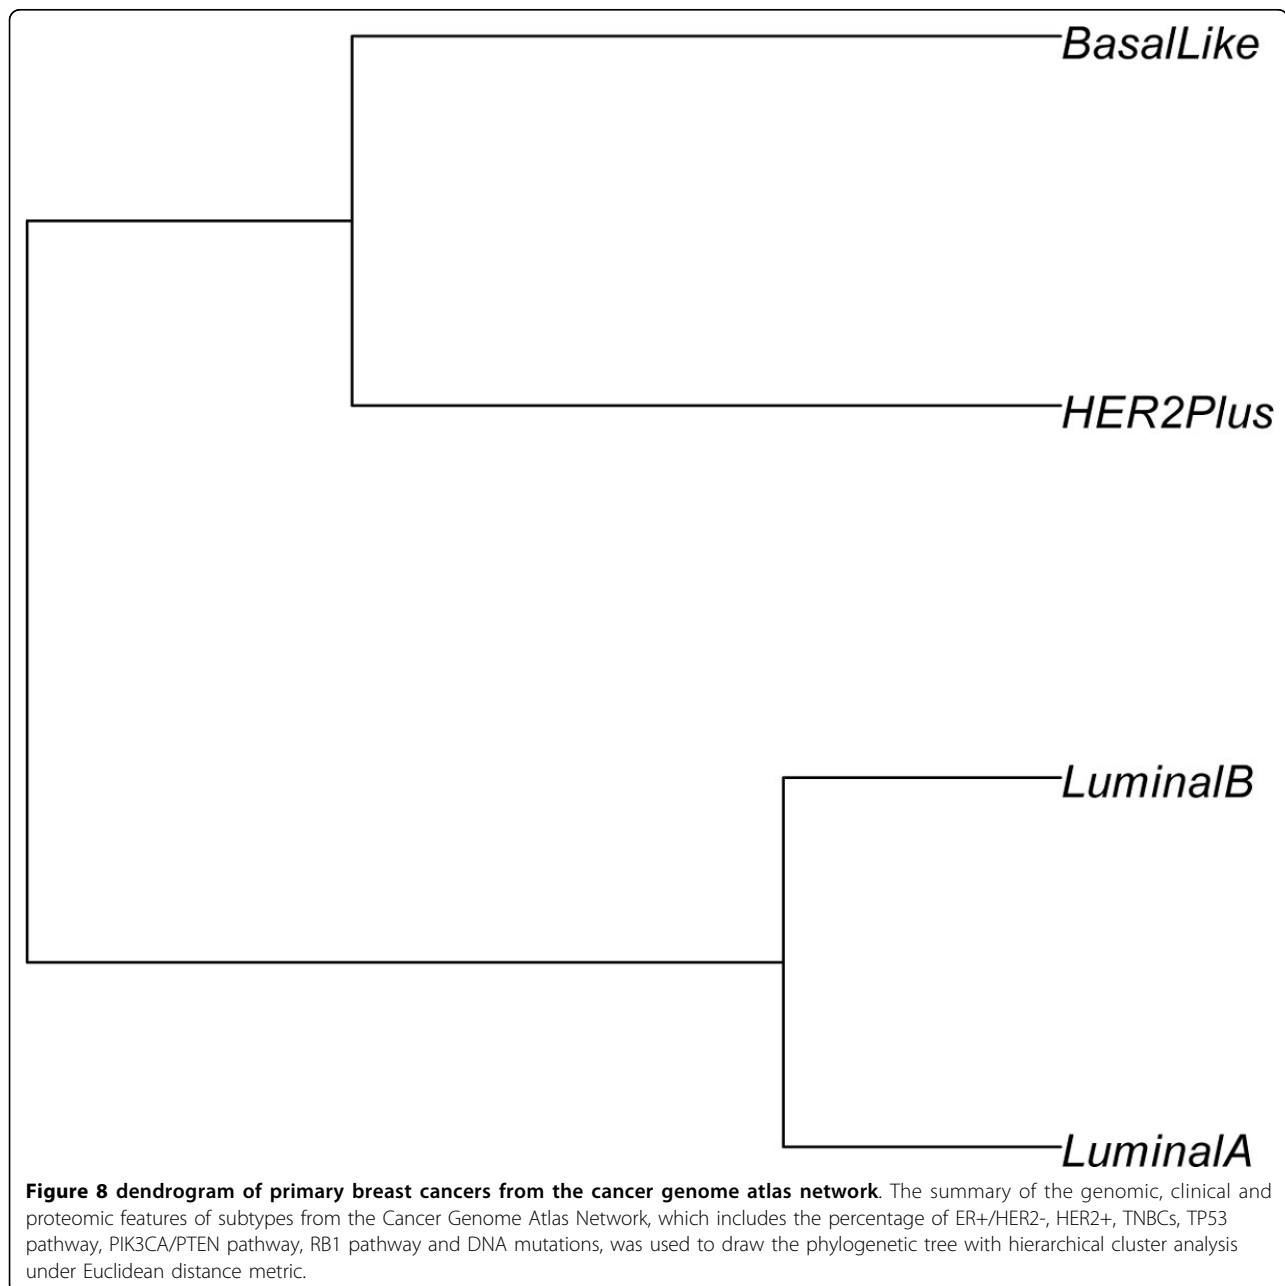 BasalLike
HER2Plus
LuminalB
LuminalA
Figure 8 dendrogram of primary breast cancers from the cancer genome atlas network. The summary of the genomic, clinical and
proteomic features of subtypes from the Cancer Genome Atlas Network, which includes the percentage of ER+/HER2-, HER2+, TNBCs, TP53
pathway, PIK3CA/PTEN pathway, RB1 pathway and DNA mutations, was used to draw the phylogenetic tree with hierarchical cluster analysis
under Euclidean distance metric.